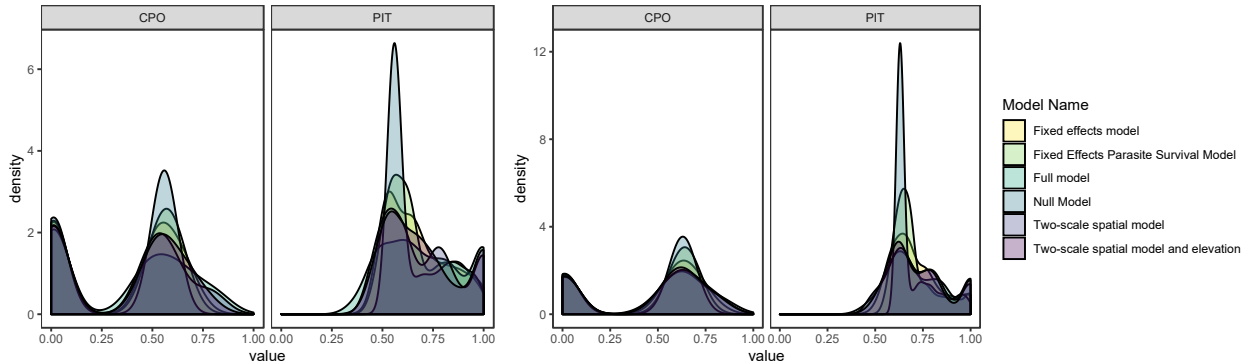 CPO
PIT
CPO
PIT
Model Name
Fixed effects model
Fixed Effects Parasite Survival Model
Full model
Null Model
Two-scale spatial model
Two-scale spatial model and elevation
density
6
4
2
0
density
12
8
4
0
0.00 0.25 0.50 0.75 1.00 0.00 0.25 0.50 0.75 1.00
value
0.00 0.25 0.50 0.75 1.00 0.00 0.25 0.50 0.75 1.00
value